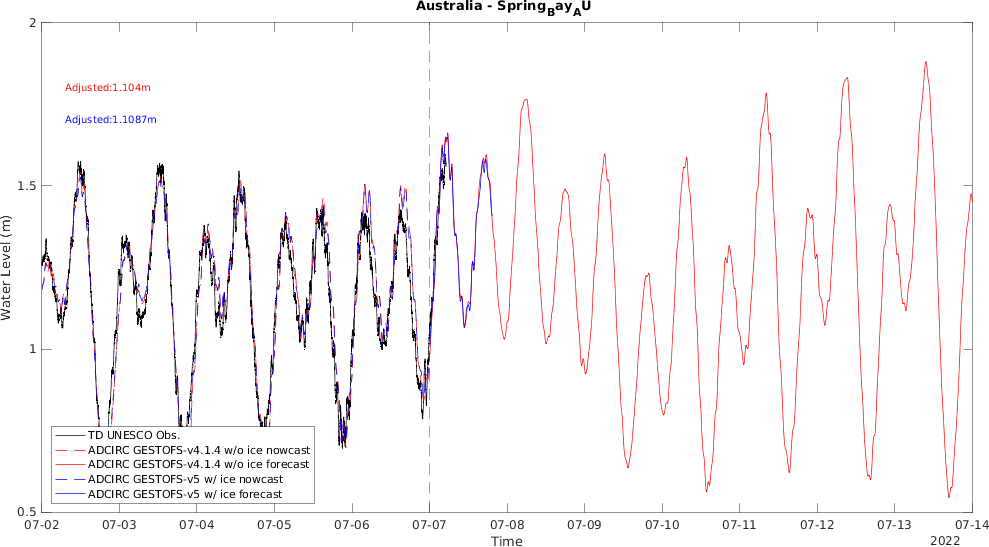 Australia - SpringBayAU
2
Adjusted:1.104m
Adjusted:1.1087m
1.5
Water Level (m)
1
TD UNESCO Obs.
ADCIRC GESTOFS-v4.1.4 w/o ice nowcast
ADCIRC GESTOFS-v4.1.4 w/o ice forecast
ADCIRC GESTOFS-v5 w/ ice nowcast
ADCIRC GESTOFS-v5 w/ ice forecast
0.5
07-02 07-03 07-04 07-05 07-06 07-07 07-08 07-09 07-10 07-11 07-12 07-13 07-14
Time
2022